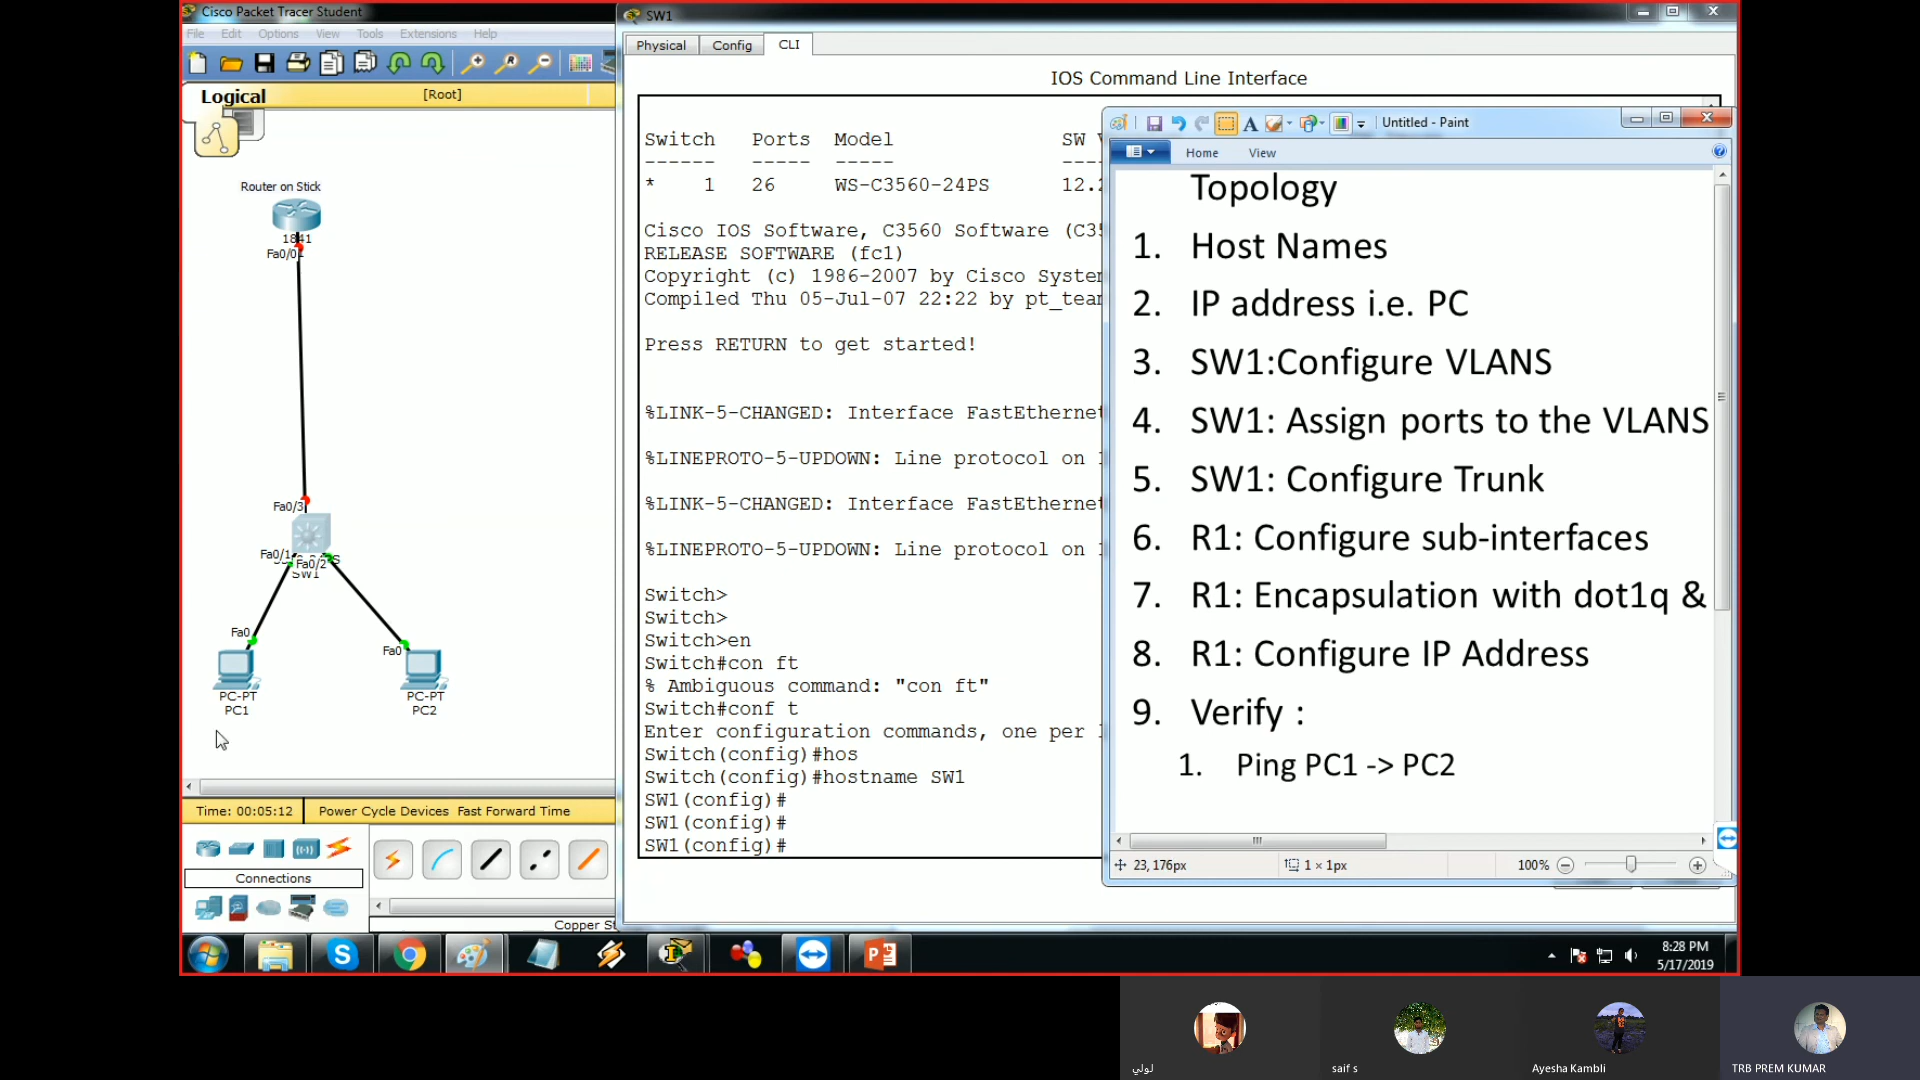 Cisco Packet Tracer Student
File Edit Options View Tools Extensions Help
Logical
[Root]
Router on Stick
1841
Fa0/0
Fa0/3
Fa0/1
Fa0/2
SW1
Fa0
Fa0
PC-PT
PC1
PC-PT
PC2
Time: 00:05:12
Power Cycle Devices Fast Forward Time
Connections
Copper St
SW1
Physical
Config
CLI
IOS Command Line Interface
Switch Ports Model SW V
------ ----- -----
* 1 26 WS-C3560-24PS 12.2
Cisco IOS Software, C3560 Software (C35
RELEASE SOFTWARE (fc1)
Copyright (c) 1986-2007 by Cisco System
Compiled Thu 05-Jul-07 22:22 by pt_team
Press RETURN to get started!
%LINK-5-CHANGED: Interface FastEthernet
%LINEPROTO-5-UPDOWN: Line protocol on I
%LINK-5-CHANGED: Interface FastEthernet
%LINEPROTO-5-UPDOWN: Line protocol on I
Switch>
Switch>
Switch>en
Switch#con ft
% Ambiguous command: "con ft"
Switch#conf t
Enter configuration commands, one per l
Switch(config)#hos
Switch(config)#hostname SW1
SW1(config)#
SW1(config)#
SW1(config)#
Untitled - Paint
Home
View
Topology
1. Host Names
2. IP address i.e. PC
3. SW1:Configure VLANS
4. SW1: Assign ports to the VLANS
5. SW1: Configure Trunk
6. R1: Configure sub-interfaces
7. R1: Encapsulation with dot1q &
8. R1: Configure IP Address
9. Verify :
1. Ping PC1 -> PC2
23, 176px
1 × 1px
100%
8:28 PM
5/17/2019
لولي
saif s
Ayesha Kambli
TRB PREM KUMAR